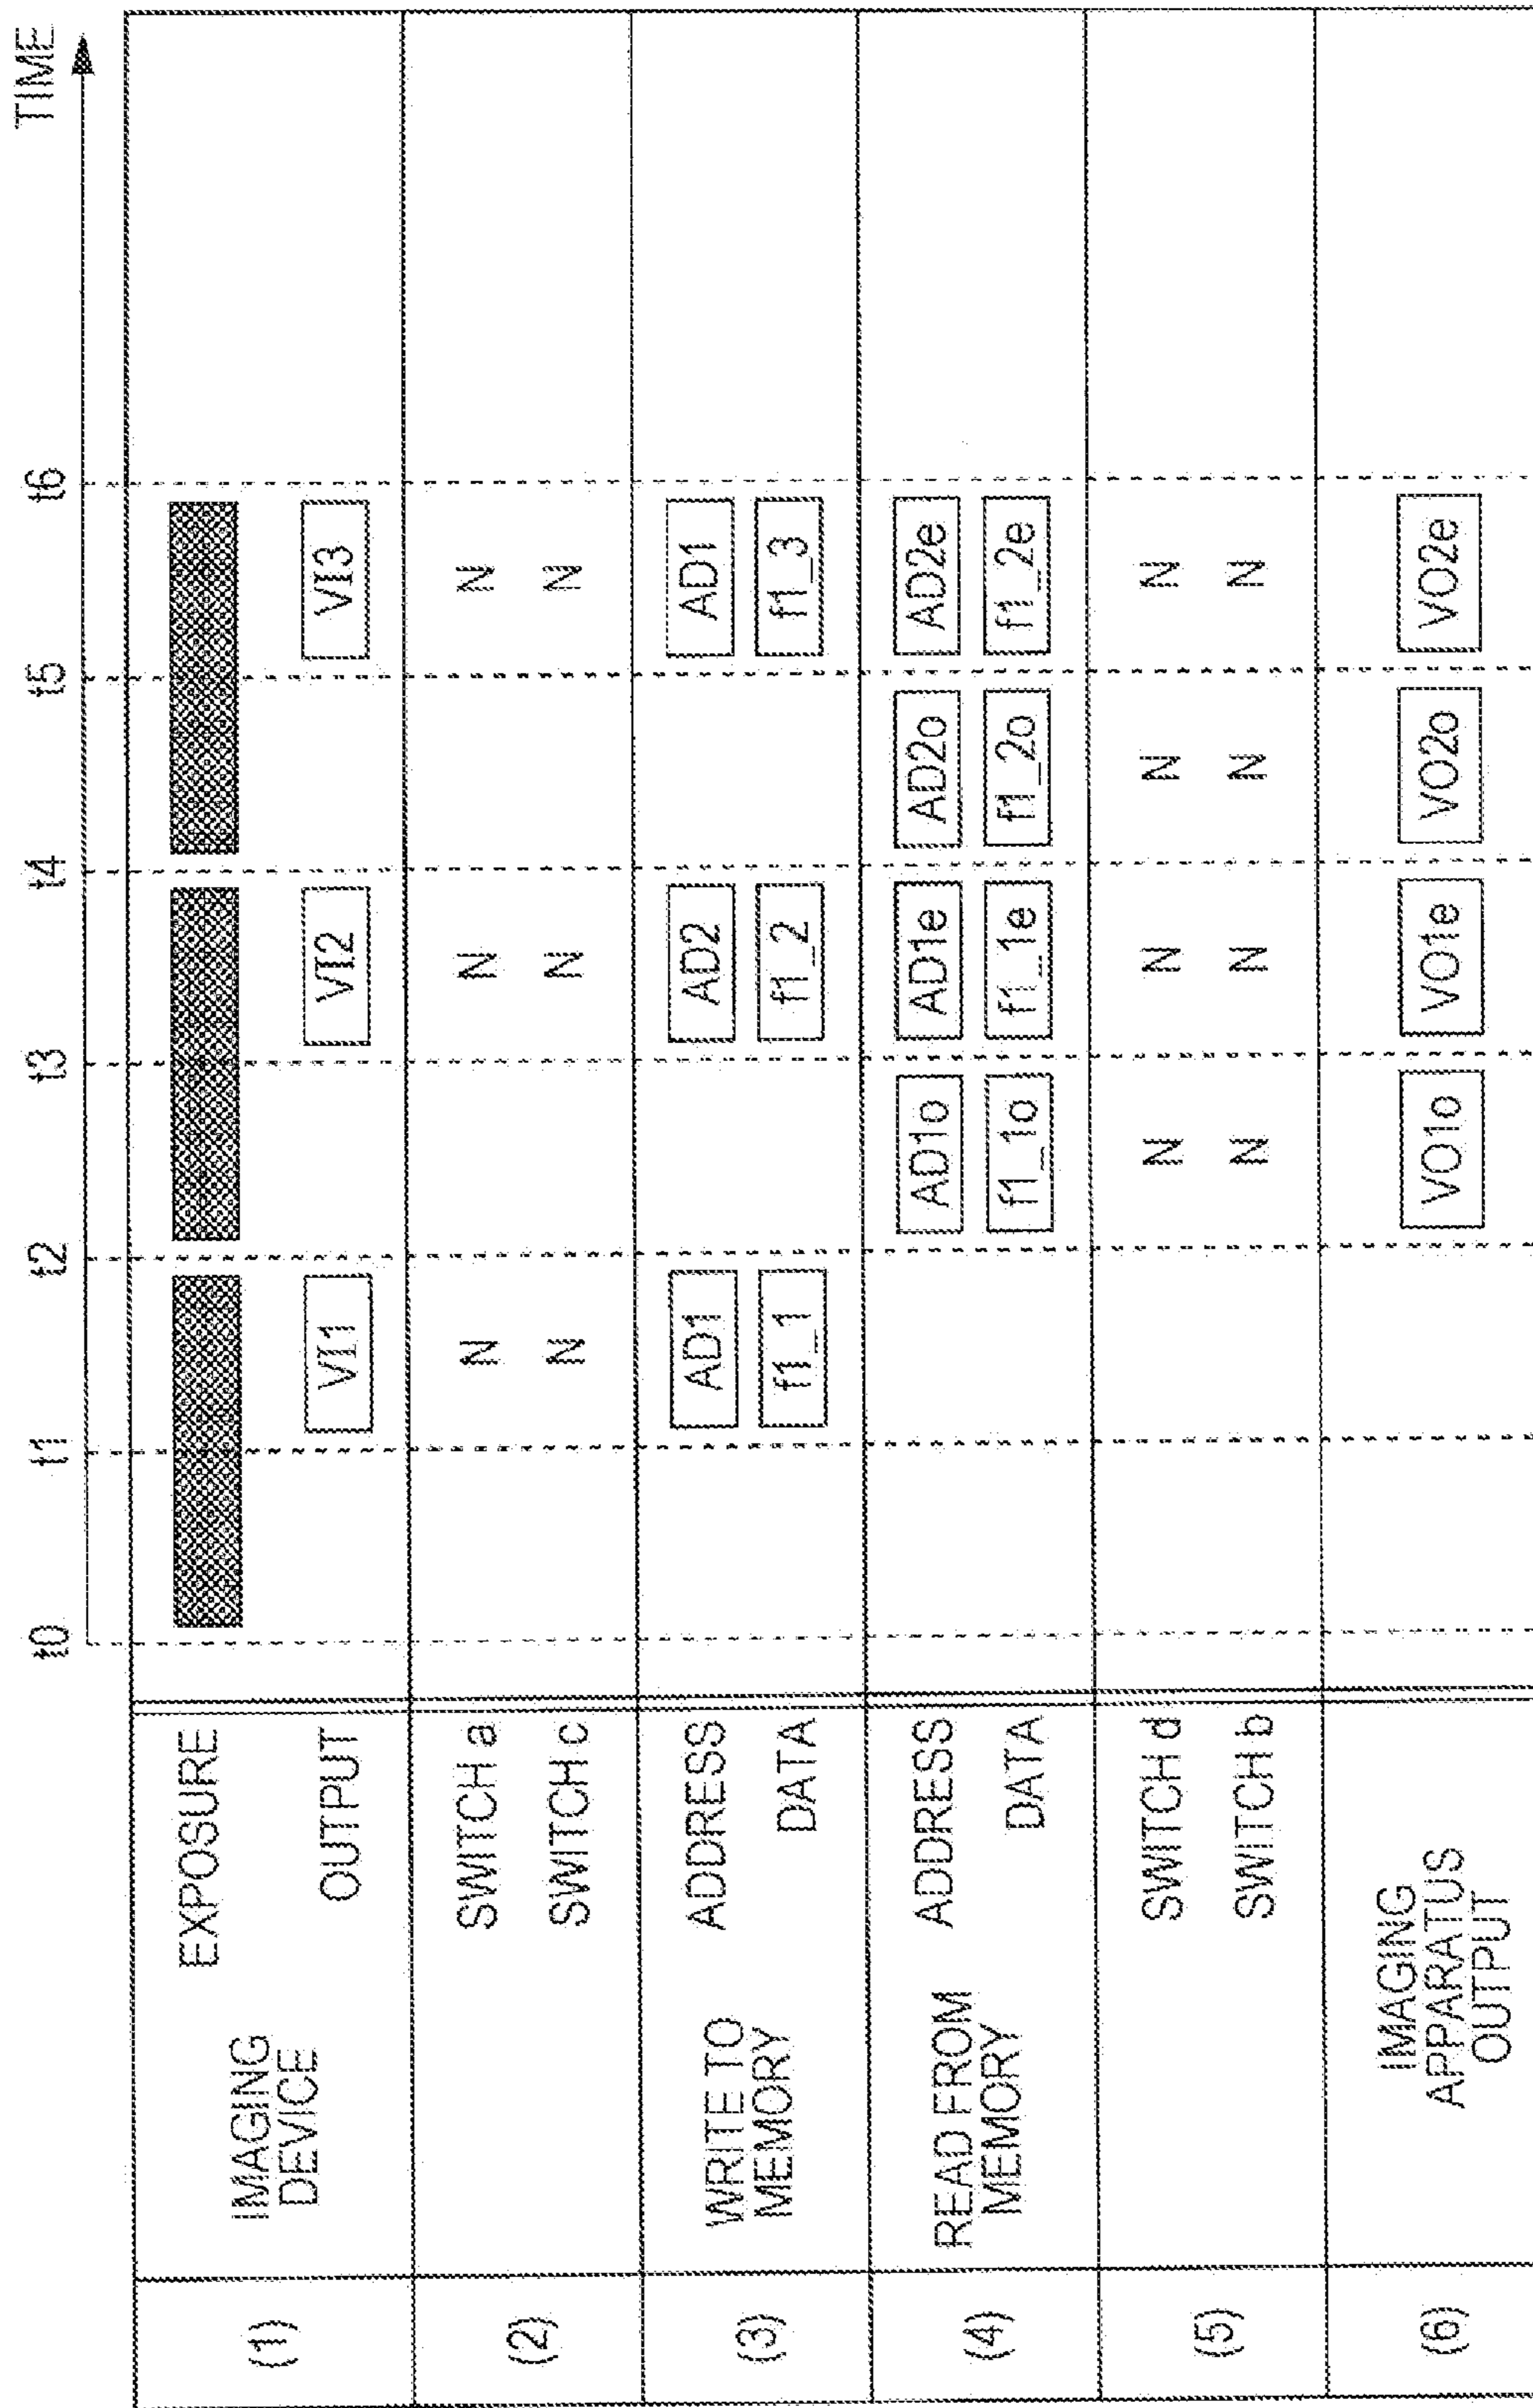 TIME
t0 t1 t2 t3 t4 t5 t6
(1) IMAGING DEVICE EXPOSURE
OUTPUT VI1 VI2 VI3
(2) SWITCH a N N N
SWITCH c N N N
(3) WRITE TO MEMORY ADDRESS AD1 AD2 AD1
DATA f1_1 f1_2 f1_3
(4) READ FROM MEMORY ADDRESS AD1o AD1e AD2o AD2e
DATA f1_1o f1_1e f1_2o f1_2e
(5) SWITCH d N N N N
SWITCH b N N N N
(6) IMAGING APPARATUS OUTPUT VO1o VO1e VO2o VO2e